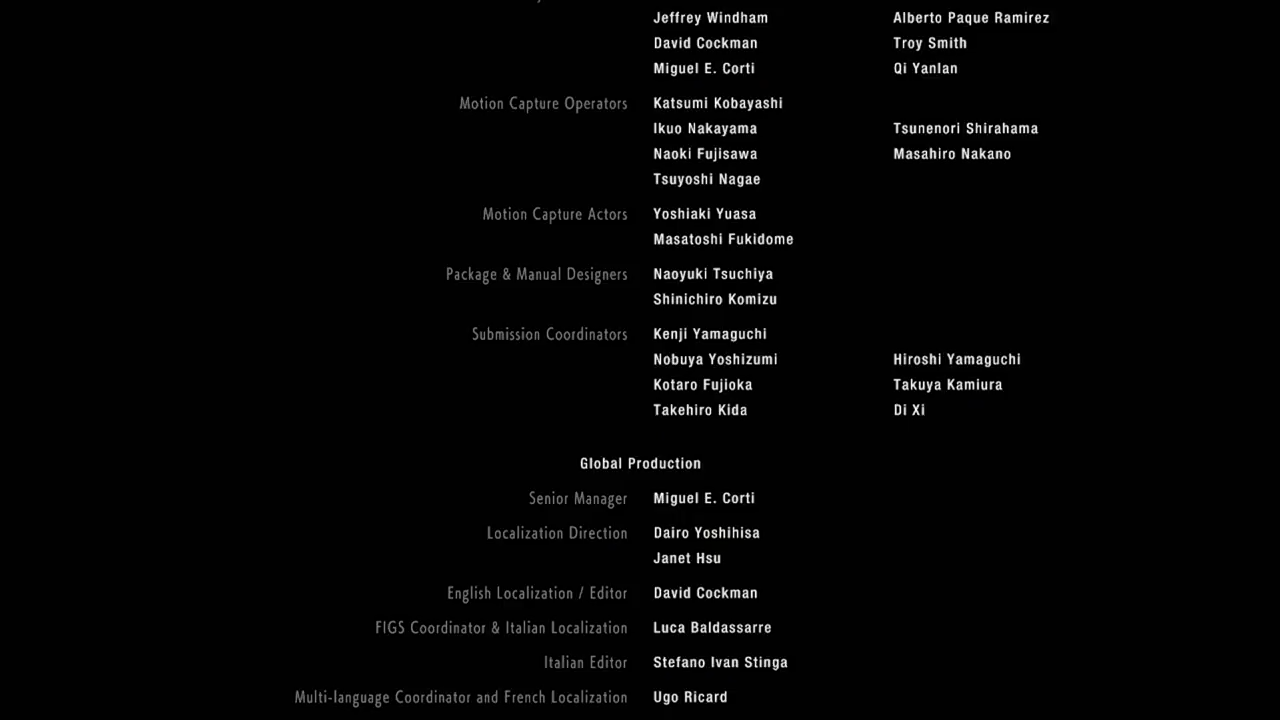 Jeffrey Windham Alberto Paque Ramirez
David Cockman Troy Smith
Miguel E. Corti Qi Yanlan
Motion Capture Operators Katsumi Kobayashi
Ikuo Nakayama Tsunenori Shirahama
Naoki Fujisawa Masahiro Nakano
Tsuyoshi Nagae
Motion Capture Actors Yoshiaki Yuasa
Masatoshi Fukidome
Package & Manual Designers Naoyuki Tsuchiya
Shinichiro Komizu
Submission Coordinators Kenji Yamaguchi
Nobuya Yoshizumi Hiroshi Yamaguchi
Kotaro Fujioka Takuya Kamiura
Takehiro Kida Di Xi
Global Production
Senior Manager Miguel E. Corti
Localization Direction Dairo Yoshihisa
Janet Hsu
English Localization / Editor David Cockman
FIGS Coordinator & Italian Localization Luca Baldassarre
Italian Editor Stefano Ivan Stinga
Multi-language Coordinator and French Localization Ugo Ricard